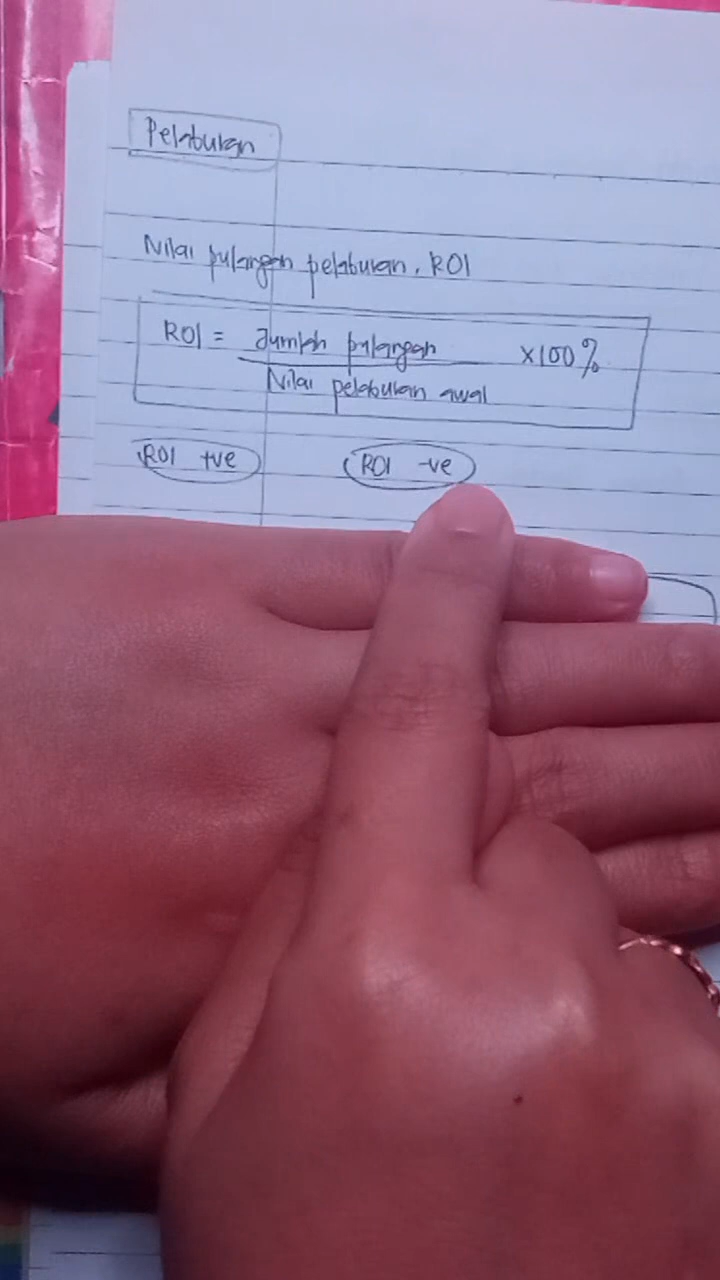 Pelaburan
Nilai pulangan pelaburan, ROI
ROI = Jumlah pulangan ×100%
Nilai pelaburan awal
ROI +ve ROI -ve